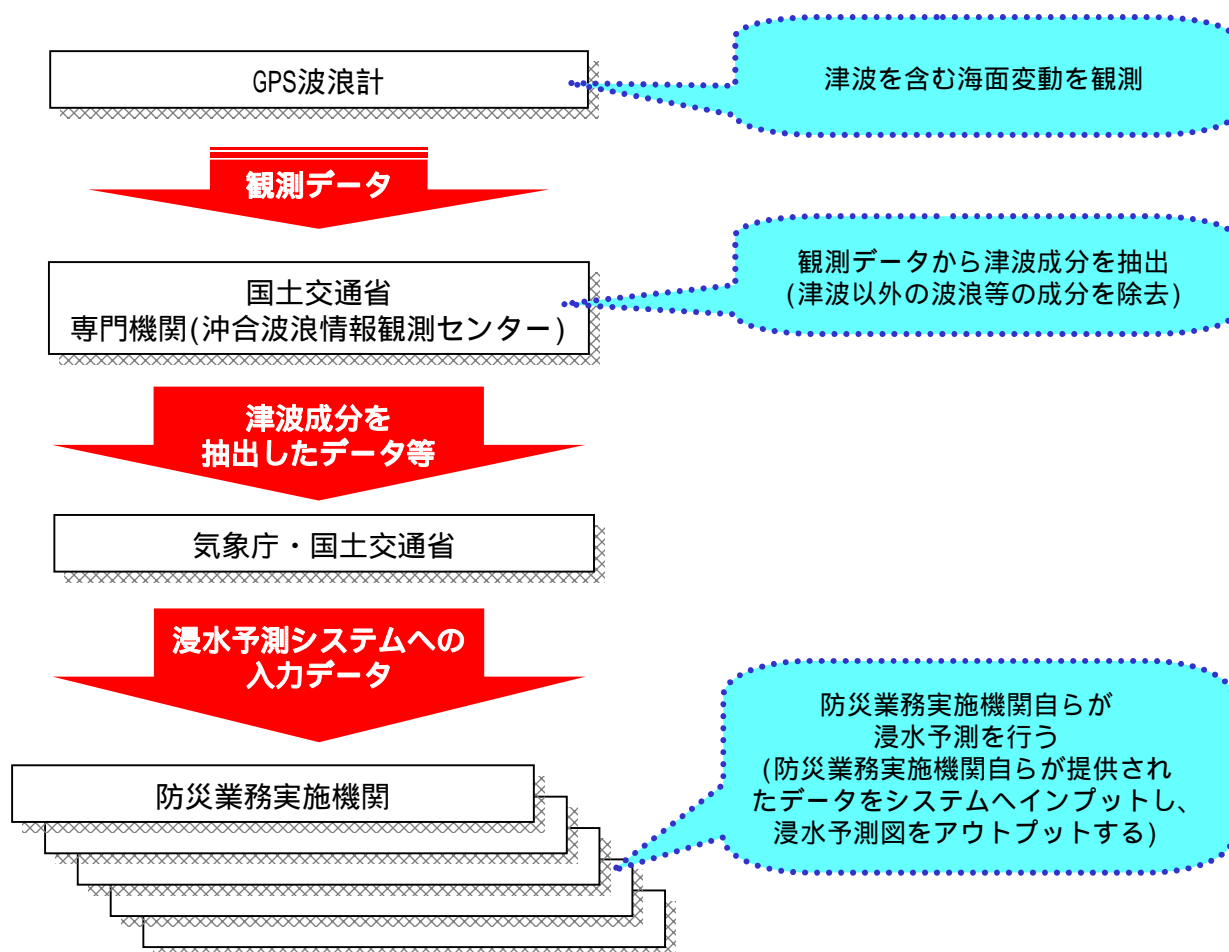 GPS波浪計
津波を含む海面変動を観測
観測データ
国土交通省
専門機関(沖合波浪情報観測センター)
観測データから津波成分を抽出
(津波以外の波浪等の成分を除去)
津波成分を
抽出したデータ等
気象庁・国土交通省
浸水予測システムへの
入力データ
防災業務実施機関
防災業務実施機関自らが
浸水予測を行う
(防災業務実施機関自らが提供され
たデータをシステムへインプットし、
浸水予測図をアウトプットする)